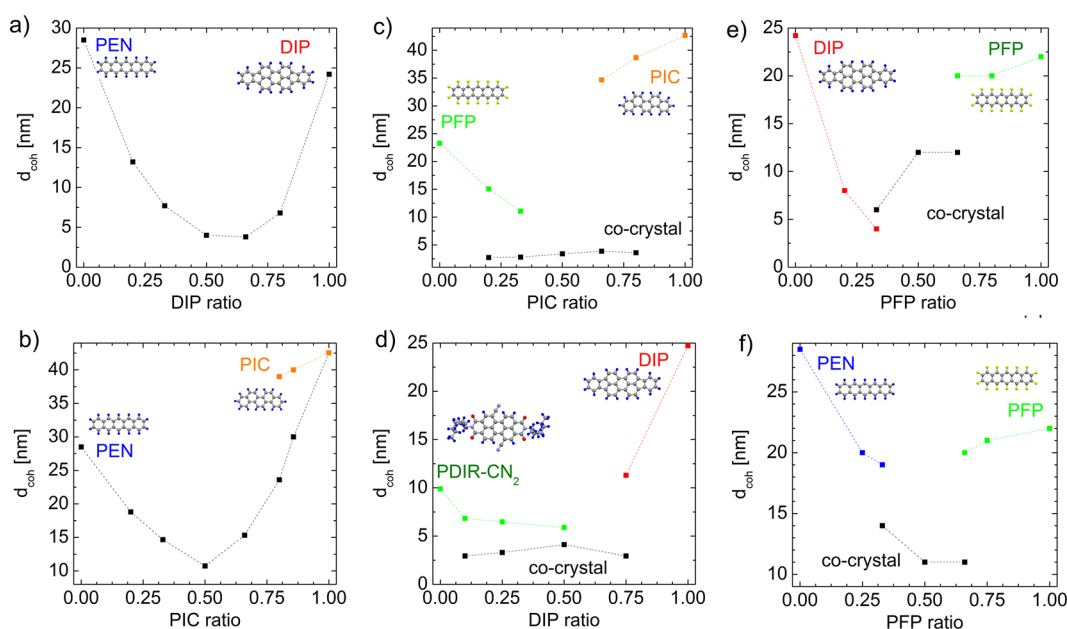 a)
PEN
DIP
d_coh [nm]
30
25
20
15
10
5
0
0.00 0.25 0.50 0.75 1.00
DIP ratio
c)
PFP
PIC
co-crystal
d_coh [nm]
40
35
30
25
20
15
10
5
0.00 0.25 0.50 0.75 1.00
PIC ratio
e)
DIP
PFP
co-crystal
d_coh [nm]
25
20
15
10
5
0
0.00 0.25 0.50 0.75 1.00
PFP ratio
b)
PIC
PEN
d_coh [nm]
40
35
30
25
20
15
10
0.00 0.25 0.50 0.75 1.00
PIC ratio
d)
DIP
PDIR-CN2
co-crystal
d_coh [nm]
25
20
15
10
5
0
0.00 0.25 0.50 0.75 1.00
DIP ratio
f)
PEN
PFP
co-crystal
d_coh [nm]
25
20
15
10
0.00 0.25 0.50 0.75 1.00
PFP ratio